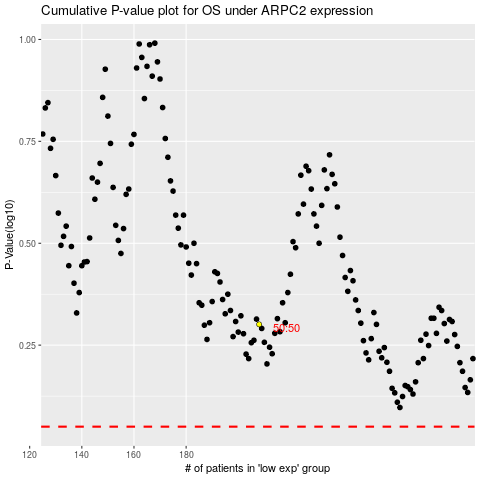 Cumulative P-value plot for OS under ARPC2 expression
P-Value(log10)
1.00
0.75
0.50
0.25
50:50
120 140 160 180
# of patients in 'low exp' group